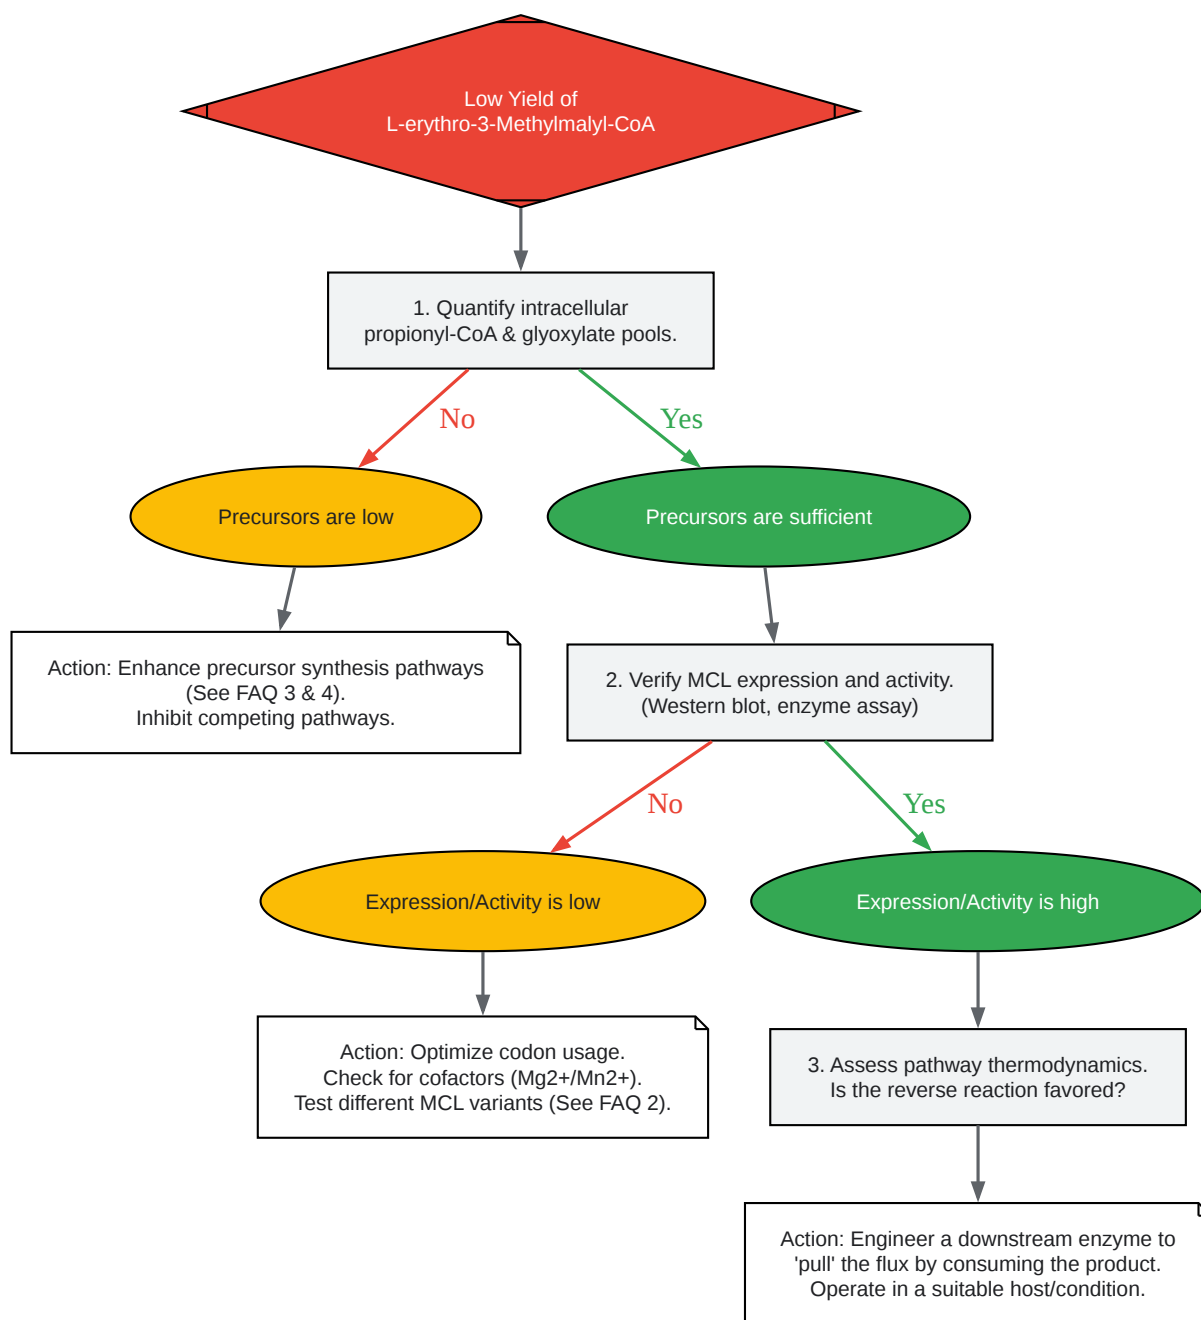 Low Yield of
L-erythro-3-Methylmalyl-CoA
1. Quantify intracellular
propionyl-CoA & glyoxylate pools.
No
Yes
Precursors are low
Precursors are sufficient
Action: Enhance precursor synthesis pathways
(See FAQ 3 & 4).
Inhibit competing pathways.
2. Verify MCL expression and activity.
(Western blot, enzyme assay)
No
Yes
Expression/Activity is low
Expression/Activity is high
Action: Optimize codon usage.
Check for cofactors (Mg2+/Mn2+).
Test different MCL variants (See FAQ 2).
3. Assess pathway thermodynamics.
Is the reverse reaction favored?
Action: Engineer a downstream enzyme to
'pull' the flux by consuming the product.
Operate in a suitable host/condition.